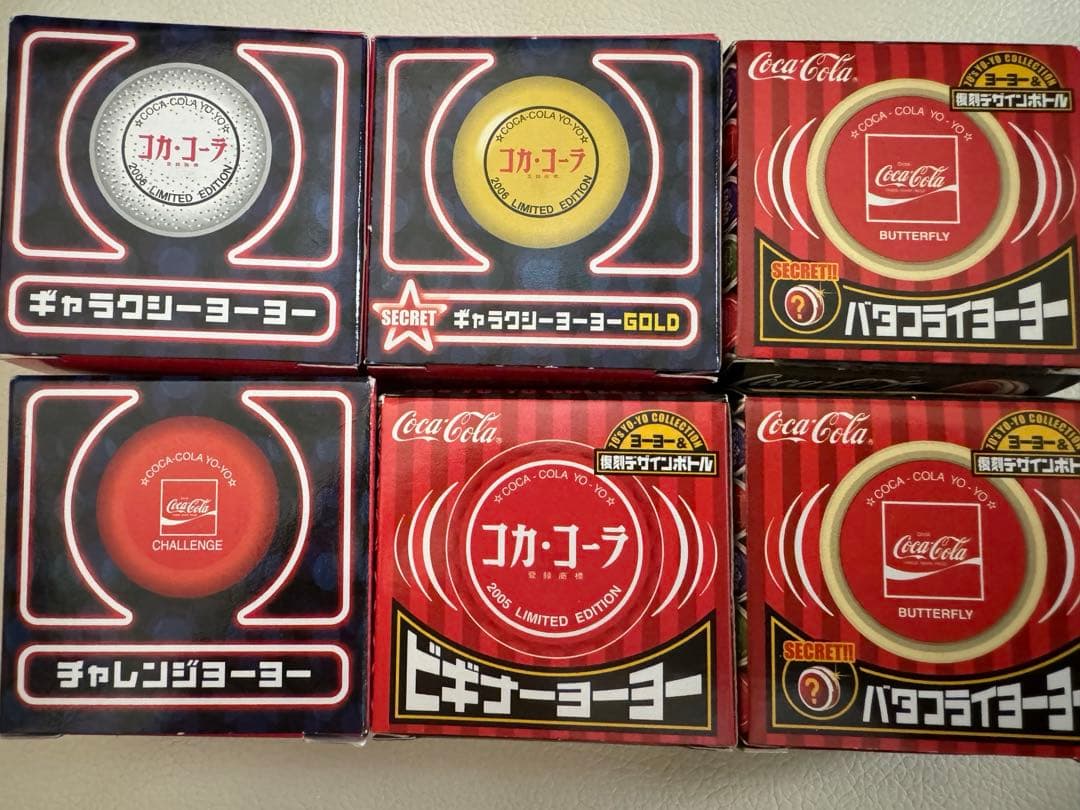 ☆COCA-COLA YO-YO☆
コカ・コーラ
2006 LIMITED EDITION
ギャラクシーヨーヨー
☆COCA-COLA YO-YO☆
コカ・コーラ
2006 LIMITED EDITION
SECRET
ギャラクシーヨーヨーGOLD
Coca-Cola
70's YO-YO COLLECTION
ヨーヨー&
復刻デザインボトル
☆COCA-COLA YO-YO☆
Drink
Coca-Cola
BUTTERFLY
SECRET!!
?
バタフライヨーヨー
☆COCA-COLA YO-YO☆
Coca-Cola
CHALLENGE
チャレンジヨーヨー
Coca-Cola
70's YO-YO COLLECTION
ヨーヨー&
復刻デザインボトル
☆COCA-COLA YO-YO☆
コカ・コーラ
登録商標
2005 LIMITED EDITION
ビギナーヨーヨー
Coca-Cola
70's YO-YO COLLECTION
ヨーヨー&
復刻デザインボトル
☆COCA-COLA YO-YO☆
Drink
Coca-Cola
BUTTERFLY
SECRET!!
?
バタフライヨーヨー